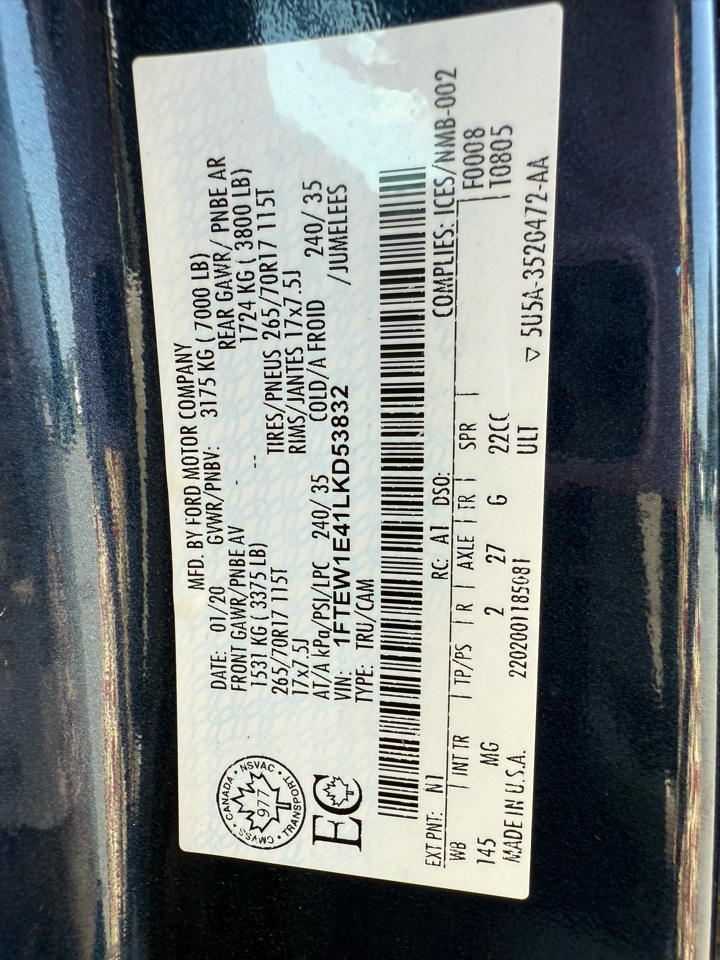 MFD. BY FORD MOTOR COMPANY
DATE: 01/20 GVWR/PNBV: 3175 KG ( 7000 LB)
FRONT GAWR/PNBE AV - REAR GAWR/ PNBE AR
1531 KG ( 3375 LB) -- 1724 KG ( 3800 LB)
265/70R17 115T TIRES/PNEUS 265/70R17 115T
17x7.5J RIMS/JANTES 17x7.5J
AT/A kPa/PSI/LPC 240/ 35 COLD/A FROID 240/ 35
VIN: 1FTEW1E41LKD53832 /JUMELEES
TYPE: TRU/CAM
CANADA • NSVAC • TRANSPORT • CMVSS •
977
EC
COMPLIES: ICES/NMB-002
EXT PNT: N1 RC: A1 DSO: F0008
WB INT TR TP/PS R AXLE TR SPR T0805
145 MG 2 27 G 22CC
MADE IN U.S.A. 2202001185081 ULT
▽ 5U5A-3520472-AA